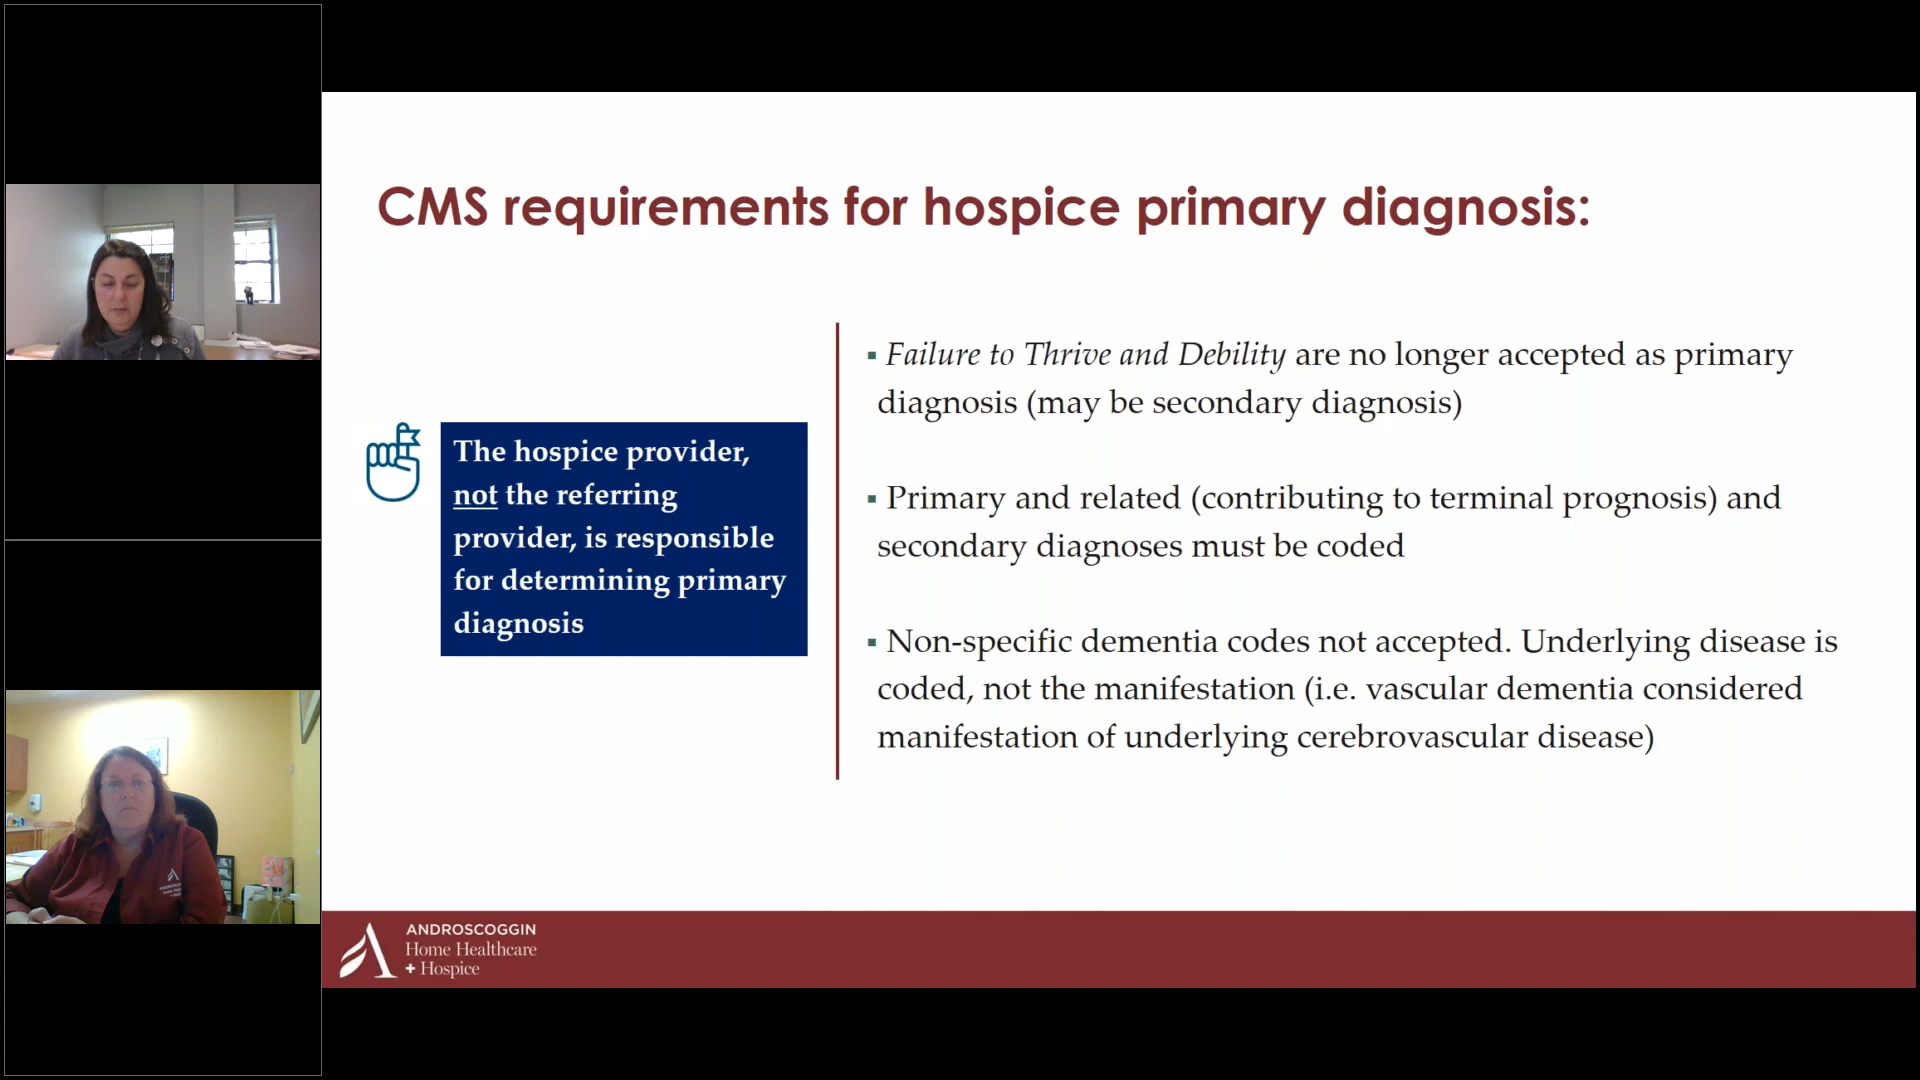 CMS requirements for hospice primary diagnosis:
The hospice provider,
not the referring
provider, is responsible
for determining primary
diagnosis
▪ Failure to Thrive and Debility are no longer accepted as primary
diagnosis (may be secondary diagnosis)
▪ Primary and related (contributing to terminal prognosis) and
secondary diagnoses must be coded
▪ Non-specific dementia codes not accepted. Underlying disease is
coded, not the manifestation (i.e. vascular dementia considered
manifestation of underlying cerebrovascular disease)
ANDROSCOGGIN
Home Healthcare
+ Hospice